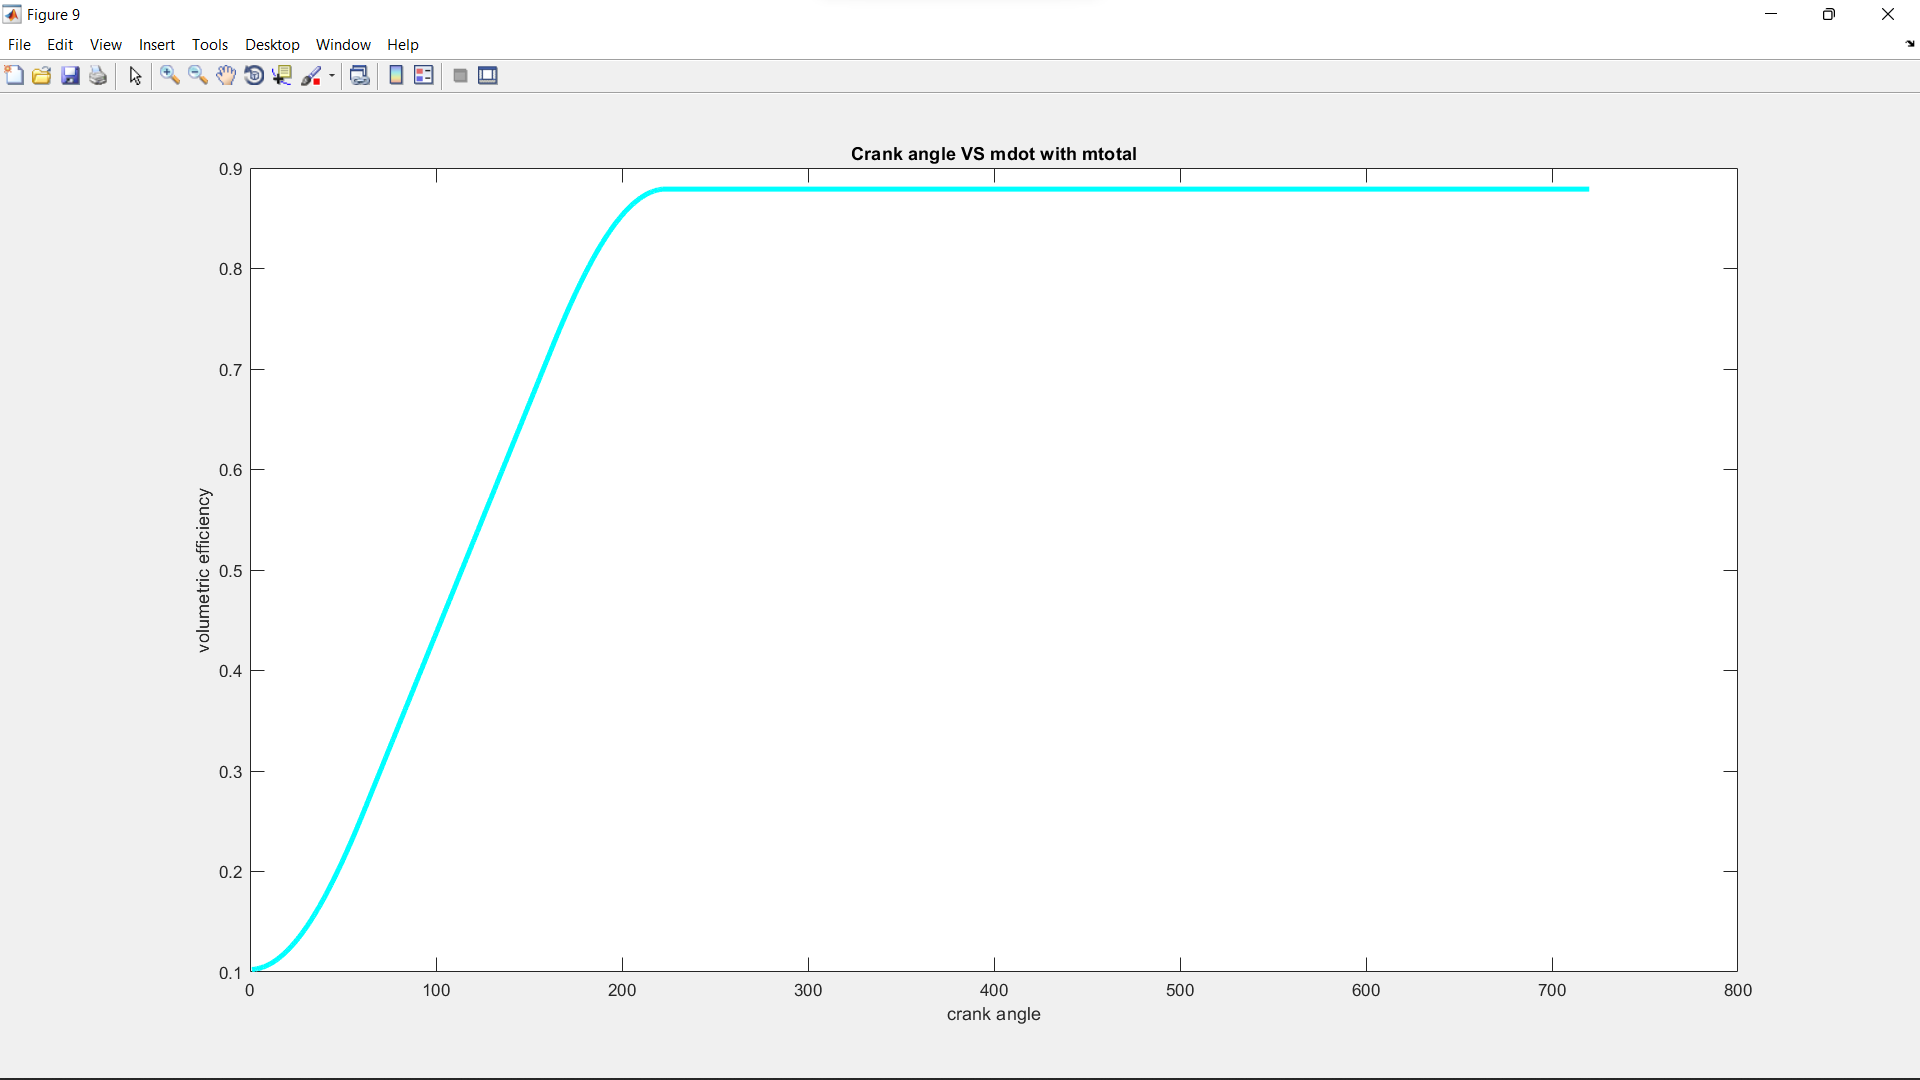 Figure 9
File Edit View Insert Tools Desktop Window Help
Crank angle VS mdot with mtotal
0.9
0.8
0.7
0.6
0.5
0.4
0.3
0.2
0.1
volumetric efficiency
0 100 200 300 400 500 600 700 800
crank angle